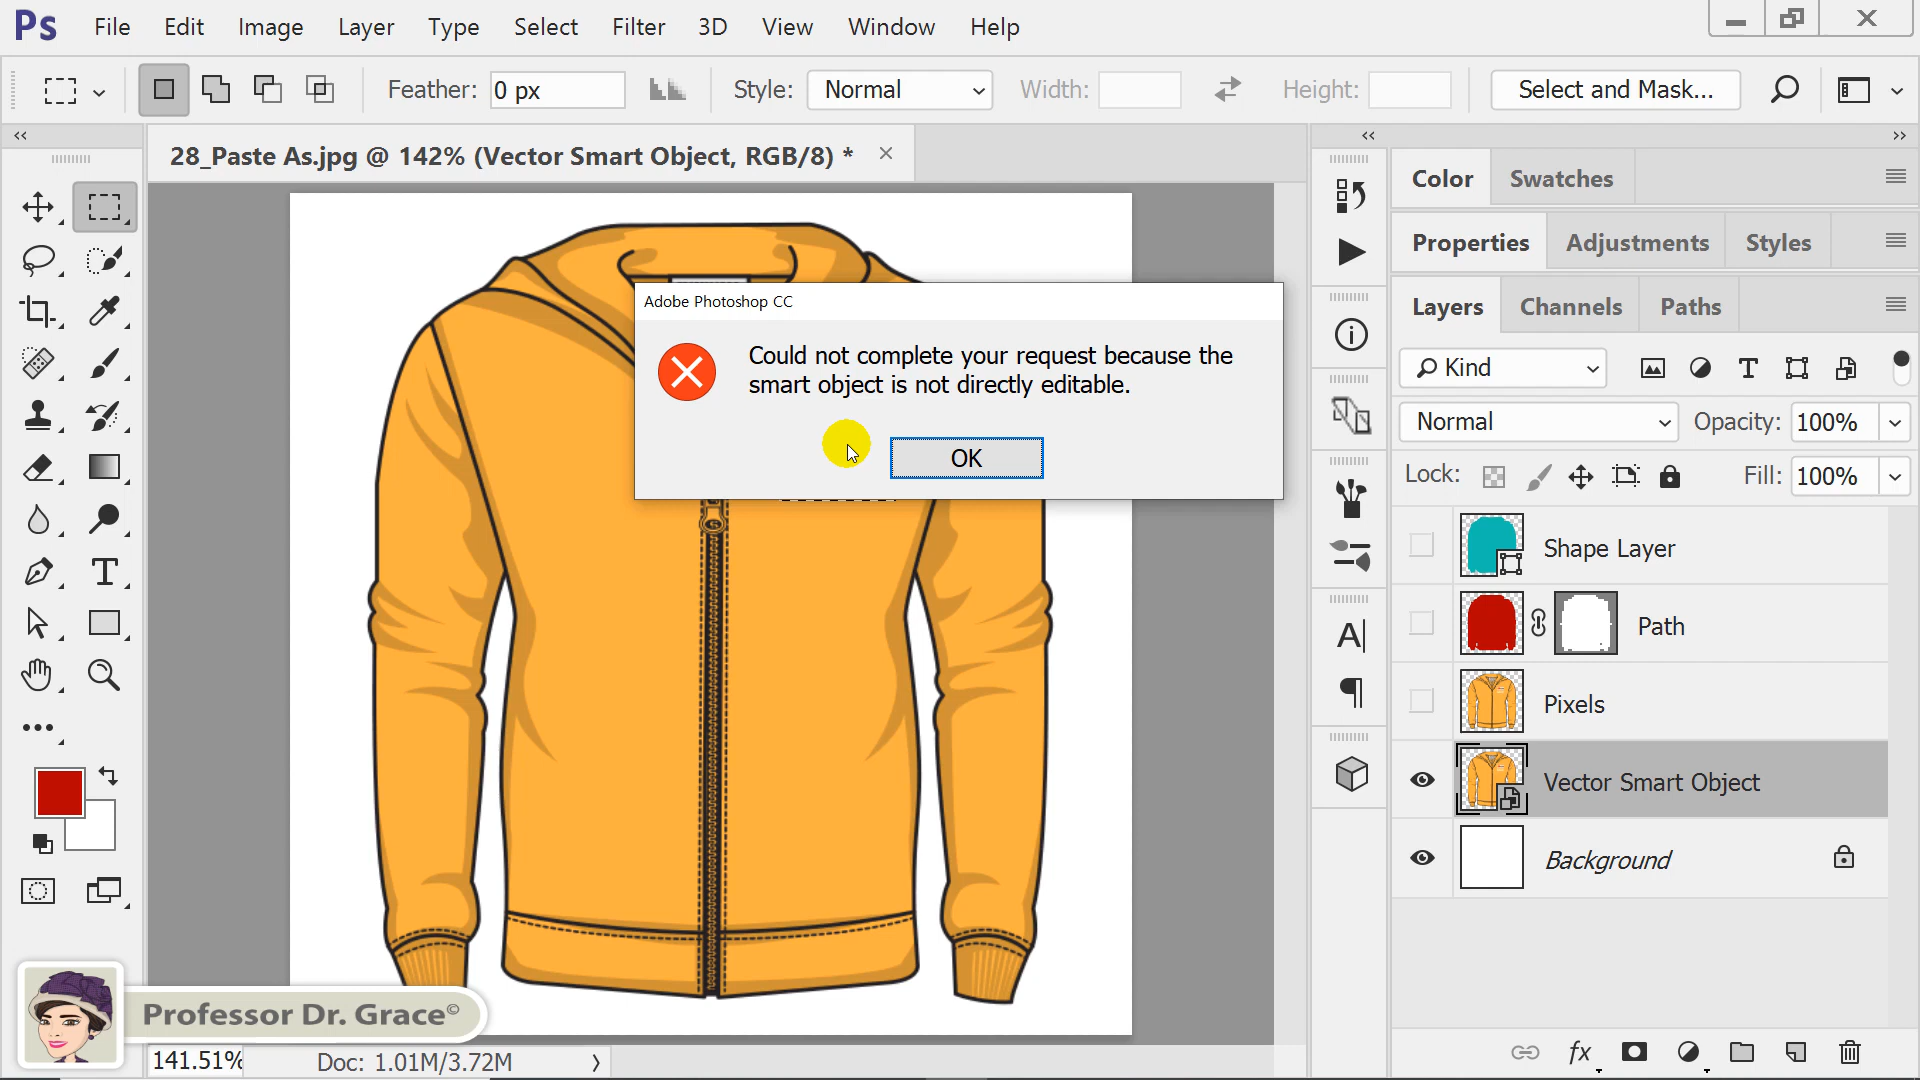 Ps File Edit Image Layer Type Select Filter 3D View Window Help
Feather: 0 px Style: Normal Width: Height: Select and Mask...
28_Paste As.jpg @ 142% (Vector Smart Object, RGB/8) *
Color Swatches
Properties Adjustments Styles
Layers Channels Paths
Adobe Photoshop CC
Could not complete your request because the
smart object is not directly editable.
OK
Kind
Normal Opacity: 100%
Lock: Fill: 100%
Shape Layer
Path
Pixels
Vector Smart Object
Background
Professor Dr. Grace©
141.51% Doc: 1.01M/3.72M
fx